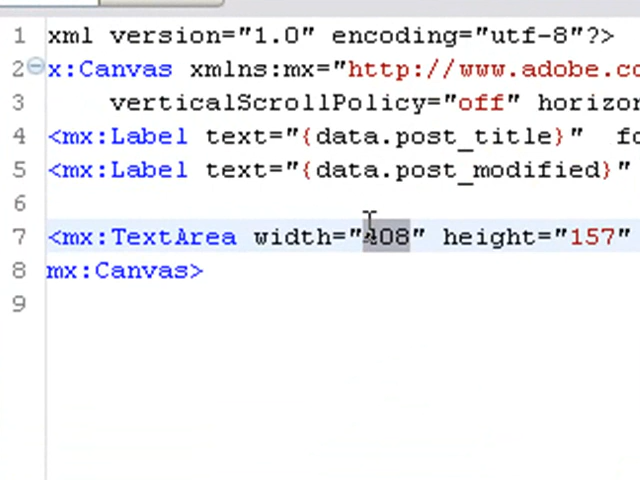 1 xml version="1.0" encoding="utf-8"?>
2 x:Canvas xmlns:mx="http://www.adobe.co
3 verticalScrollPolicy="off" horizon
4 <mx:Label text="{data.post_title}" fo
5 <mx:Label text="{data.post_modified}"
6
7 <mx:TextArea width="408" height="157"
8 mx:Canvas>
9